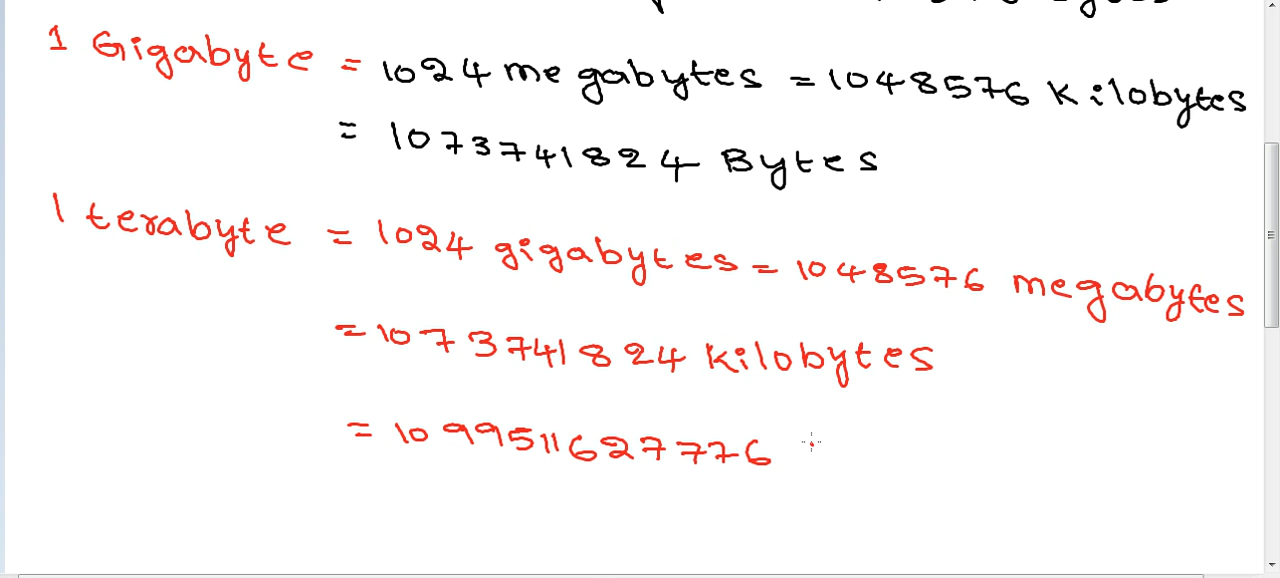 1 Gigabyte = 1024 megabytes = 1048576 Kilobytes
= 1073741824 Bytes
1 terabyte = 1024 gigabytes = 1048576 megabytes
= 1073741824 kilobytes
= 1099511627776